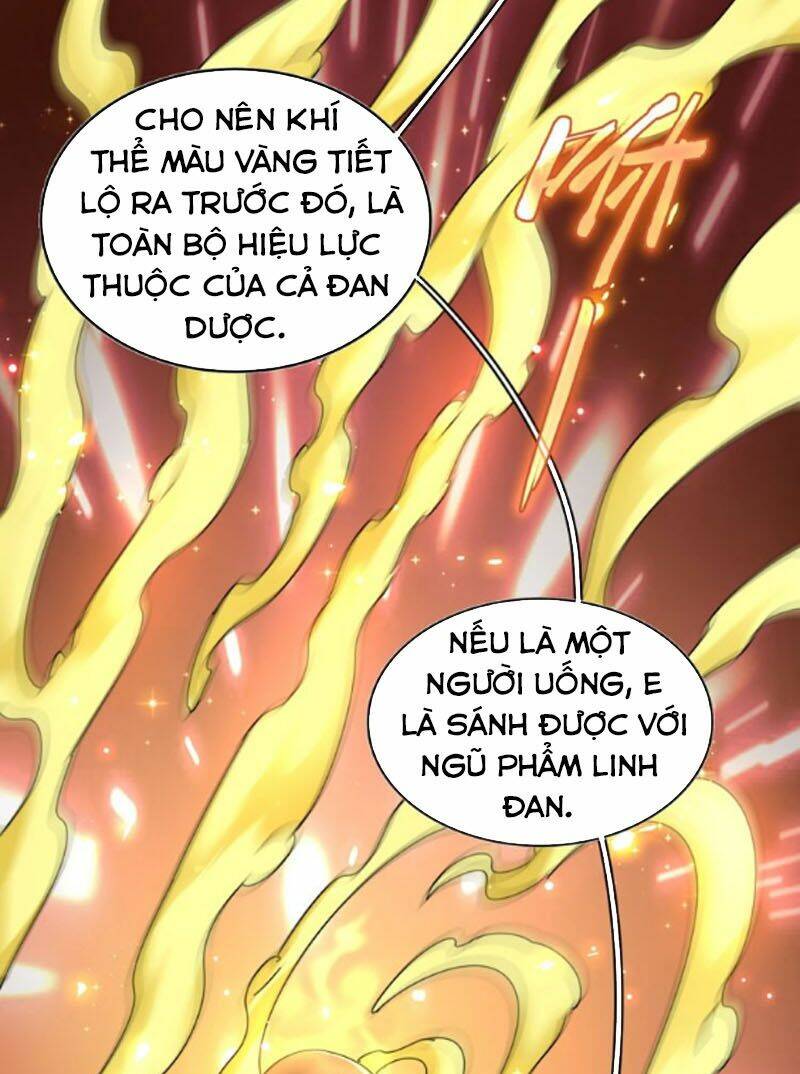 CHO NÊN KHÍ
THỂ MÀU VÀNG TIẾT
LỘ RA TRƯỚC ĐÓ, LÀ
TOÀN BỘ HIỆU LỰC
THUỘC CỦA CẢ ĐAN
DƯỢC.
NẾU LÀ MỘT
NGƯỜI UỐNG, E
LÀ SÁNH ĐƯỢC VỚI
NGŨ PHẨM LINH
ĐAN.